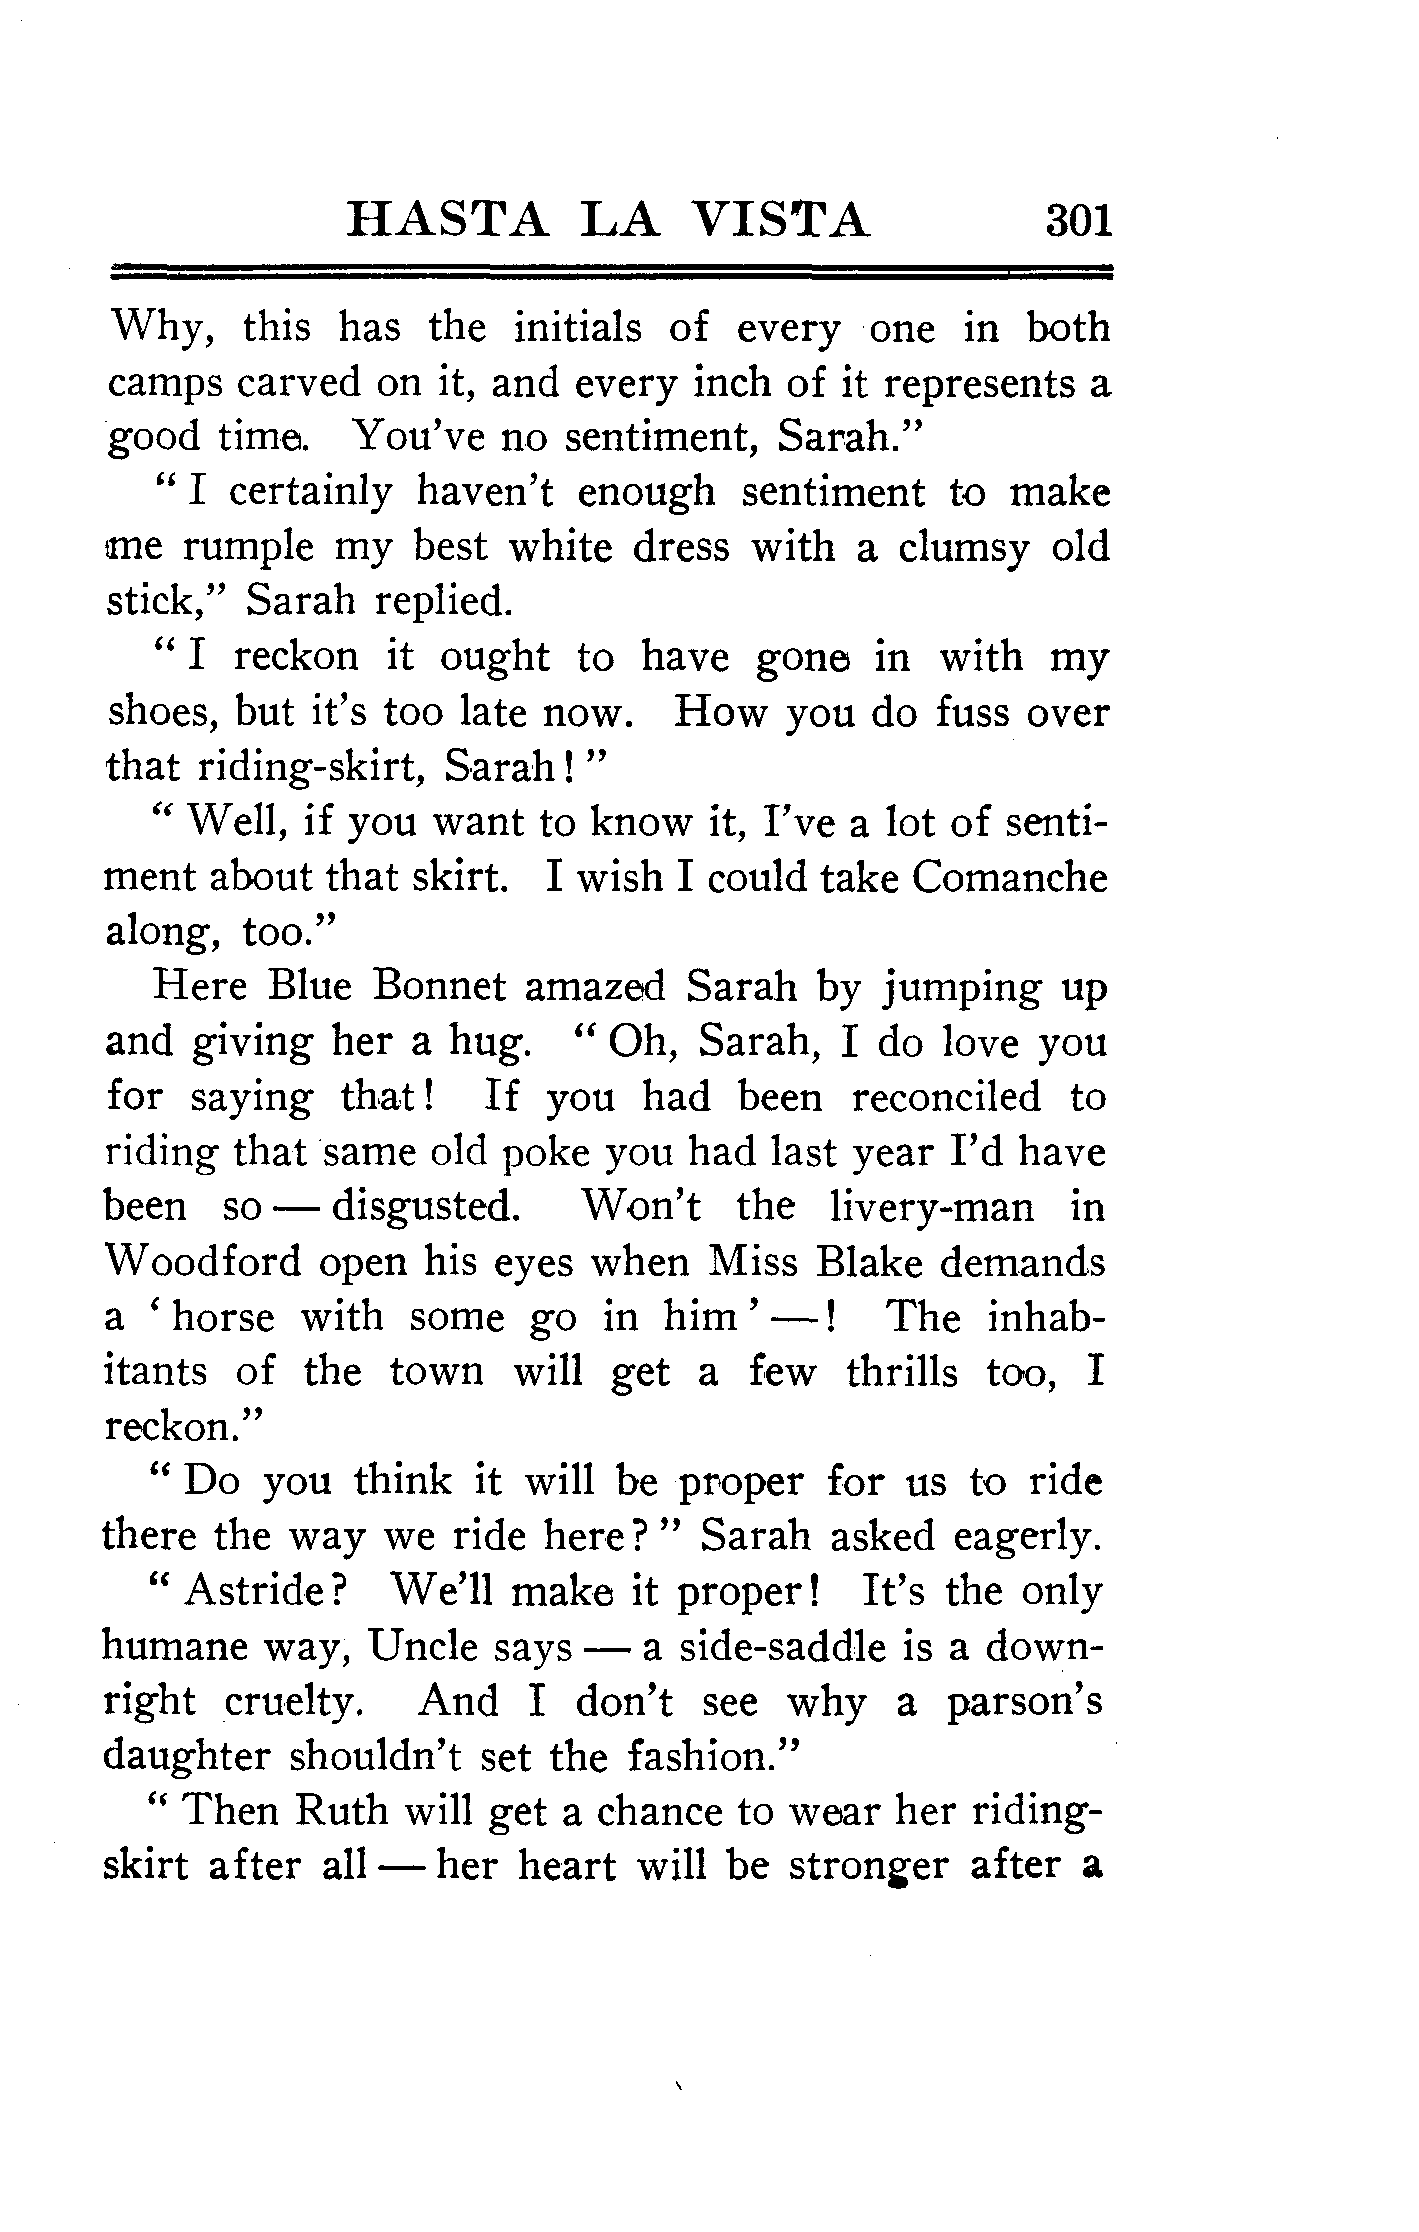 HASTA LA VISTA 301
Why, this has the initials of every one in both
camps carved on it, and every inch of it represents a
good time. You've no sentiment, Sarah."
" I certainly haven't enough sentiment to make
me rumple my best white dress with a clumsy old
stick," Sarah replied.
" I reckon it ought to have gone in with my
shoes, but it's too late now. How you do fuss over
that riding-skirt, Sarah! "
" Well, if you want to know it, I've a lot of senti-
ment about that skirt. I wish I could take Comanche
along, too."
Here Blue Bonnet amazed Sarah by jumping up
and giving her a hug. " Oh, Sarah, I do love you
for saying that! If you had been reconciled to
riding that same old poke you had last year I'd have
been so — disgusted. Won't the livery-man in
Woodford open his eyes when Miss Blake demands
a ' horse with some go in him ' —! The inhab-
itants of the town will get a few thrills too, I
reckon."
" Do you think it will be proper for us to ride
there the way we ride here? " Sarah asked eagerly.
" Astride? We'll make it proper! It's the only
humane way, Uncle says — a side-saddle is a down-
right cruelty. And I don't see why a parson's
daughter shouldn't set the fashion."
" Then Ruth will get a chance to wear her riding-
skirt after all — her heart will be stronger after a